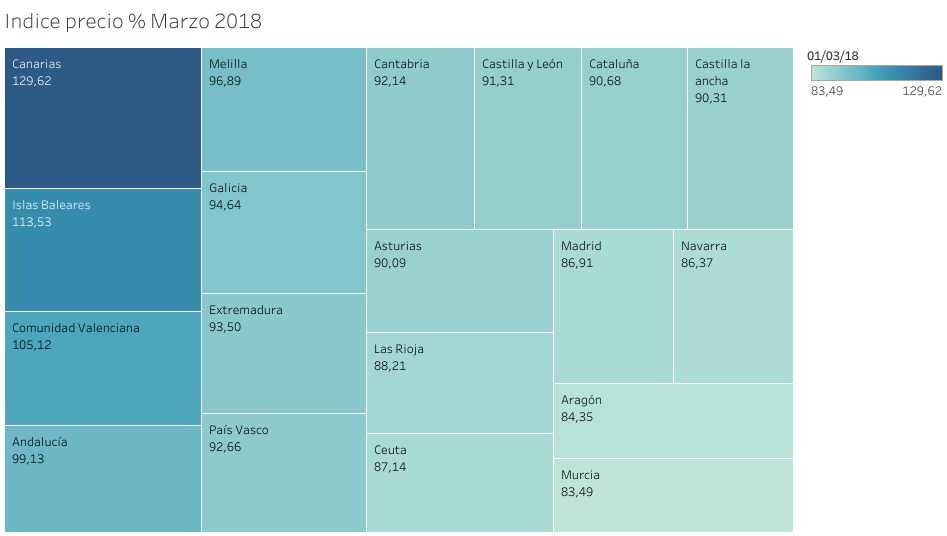 Indice precio % Marzo 2018
Canarias
129,62
Islas Baleares
113,53
Comunidad Valenciana
105,12
Andalucía
99,13
Melilla
96,89
Galicia
94,64
Extremadura
93,50
País Vasco
92,66
Cantabria
92,14
Castilla y León
91,31
Cataluña
90,68
Castilla la
ancha
90,31
Asturias
90,09
Las Rioja
88,21
Ceuta
87,14
Madrid
86,91
Navarra
86,37
Aragón
84,35
Murcia
83,49
01/03/18
83,49 129,62